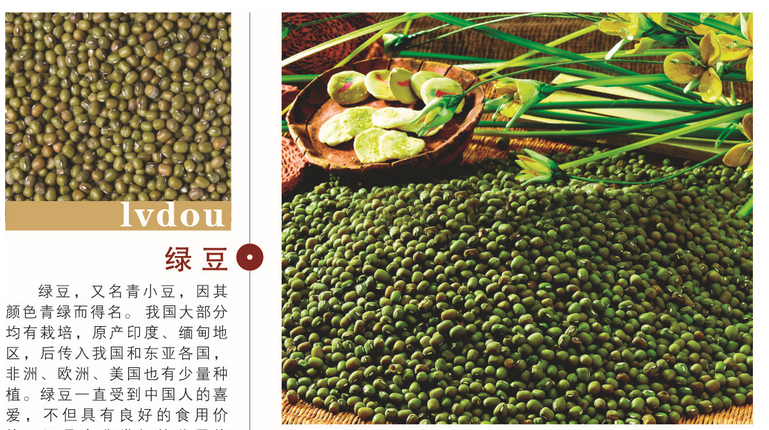 lvdou
绿豆
绿豆，又名青小豆，因其
颜色青绿而得名。我国大部分
均有栽培，原产印度、缅甸地
区，后传入我国和东亚各国，
非洲、欧洲、美国也有少量种
植。绿豆一直受到中国人的喜
爱，不但具有良好的食用价